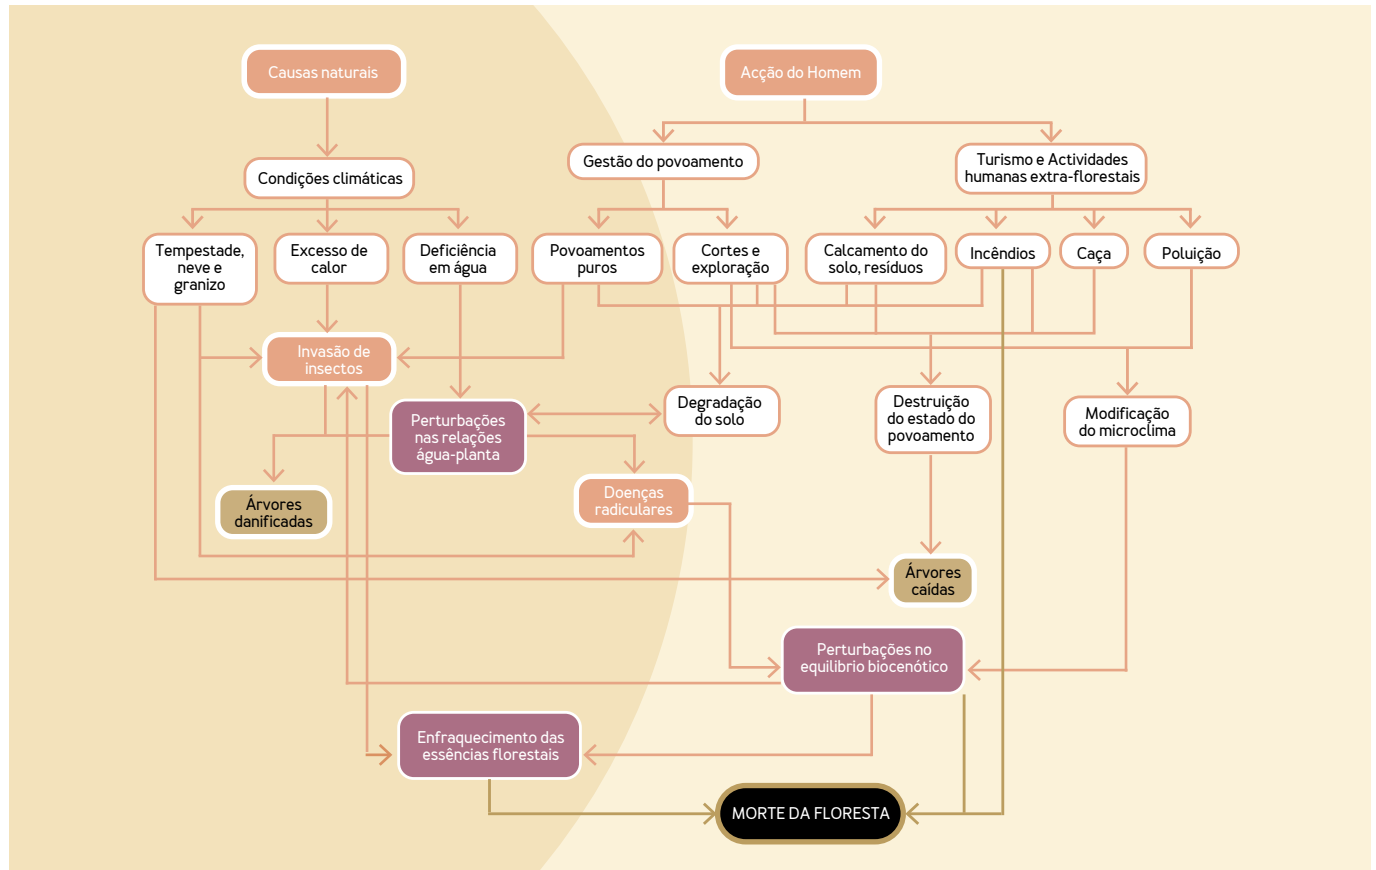 Causas naturais
Acção do Homem
Gestão do povoamento
Turismo e Actividades
humanas extra-florestais
Condições climáticas
Tempestade,
neve e
granizo
Excesso de
calor
Deficiência
em água
Povoamentos
puros
Cortes e
exploração
Calcamento do
solo, resíduos
Incêndios
Caça
Poluição
Invasão de
insectos
Perturbações
nas relações
água-planta
Degradação
do solo
Destruição
do estado do
povoamento
Modificação
do microclima
Árvores
danificadas
Doenças
radiculares
Árvores
caídas
Perturbações no
equilibrio biocenótico
Enfraquecimento das
essências florestais
MORTE DA FLORESTA